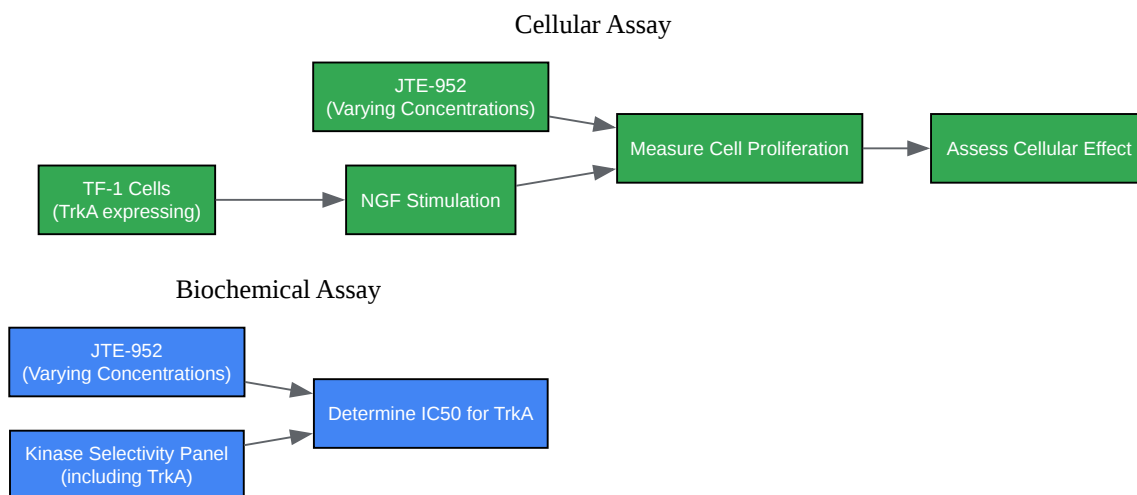 Cellular Assay
JTE-952
(Varying Concentrations)
Measure Cell Proliferation
Assess Cellular Effect
TF-1 Cells
(TrkA expressing)
NGF Stimulation
Biochemical Assay
JTE-952
(Varying Concentrations)
Determine IC50 for TrkA
Kinase Selectivity Panel
(including TrkA)